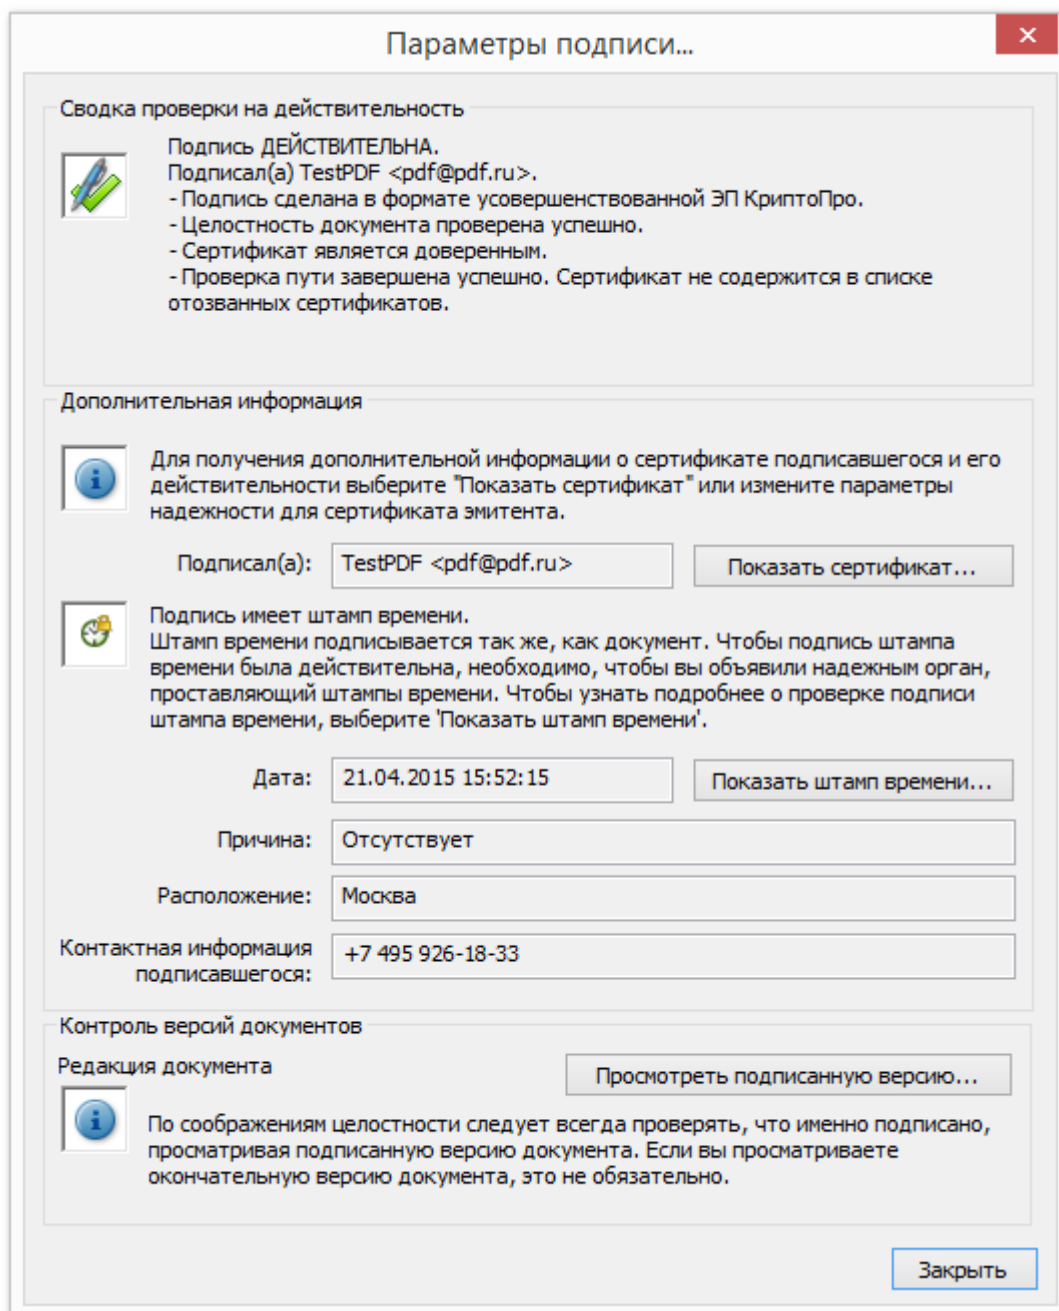 Параметры подписи...
Сводка проверки на действительность
Подпись ДЕЙСТВИТЕЛЬНА.
Подписал(а) TestPDF <pdf@pdf.ru>.
- Подпись сделана в формате усовершенствованной ЭП КриптоПро.
- Целостность документа проверена успешно.
- Сертификат является доверенным.
- Проверка пути завершена успешно. Сертификат не содержится в списке
отозванных сертификатов.
Дополнительная информация
Для получения дополнительной информации о сертификате подписавшегося и его
действительности выберите "Показать сертификат" или измените параметры
надежности для сертификата эмитента.
Подписал(а): TestPDF <pdf@pdf.ru> Показать сертификат...
Подпись имеет штамп времени.
Штамп времени подписывается так же, как документ. Чтобы подпись штампа
времени была действительна, необходимо, чтобы вы объявили надежным орган,
проставляющий штампы времени. Чтобы узнать подробнее о проверке подписи
штампа времени, выберите 'Показать штамп времени'.
Дата: 21.04.2015 15:52:15 Показать штамп времени...
Причина: Отсутствует
Расположение: Москва
Контактная информация
подписавшегося: +7 495 926-18-33
Контроль версий документов
Редакция документа Просмотреть подписанную версию...
По соображениям целостности следует всегда проверять, что именно подписано,
просматривая подписанную версию документа. Если вы просматриваете
окончательную версию документа, это не обязательно.
Закрыть